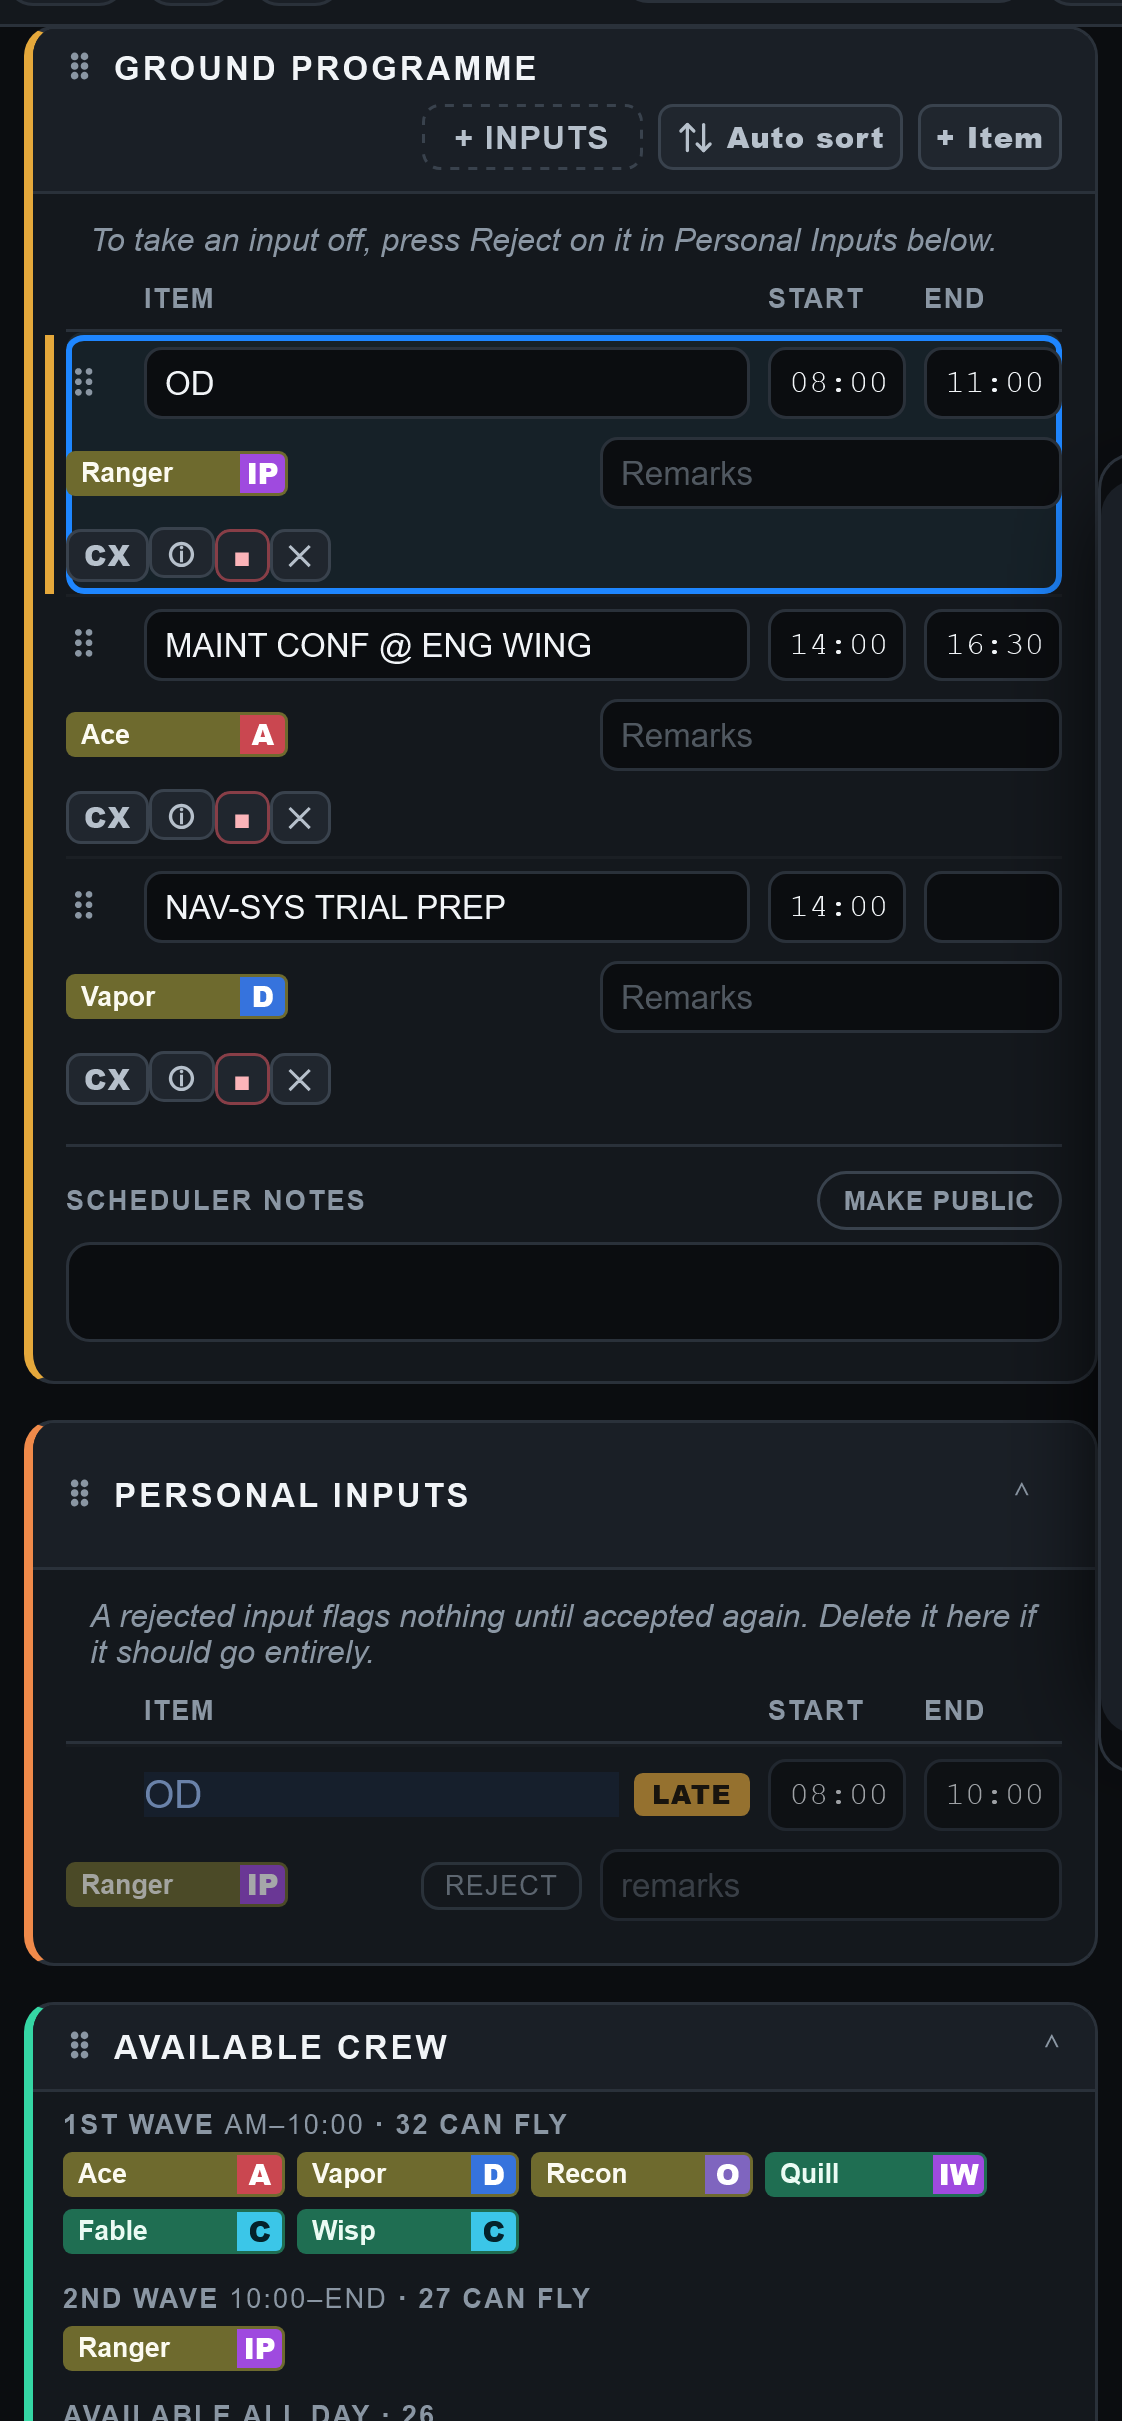 GROUND PROGRAMME
+ INPUTS Auto sort + Item
To take an input off, press Reject on it in Personal Inputs below.
ITEM START END
OD 08:00 11:00
Ranger IP Remarks
CX
MAINT CONF @ ENG WING 14:00 16:30
Ace A Remarks
CX
NAV-SYS TRIAL PREP 14:00
Vapor D Remarks
CX
SCHEDULER NOTES MAKE PUBLIC
PERSONAL INPUTS
A rejected input flags nothing until accepted again. Delete it here if
it should go entirely.
ITEM START END
OD LATE 08:00 10:00
Ranger IP REJECT remarks
AVAILABLE CREW
1ST WAVE AM–10:00 · 32 CAN FLY
Ace A Vapor D Recon O Quill IW
Fable C Wisp C
2ND WAVE 10:00–END · 27 CAN FLY
Ranger IP
AVAILABLE ALL DAY · 26